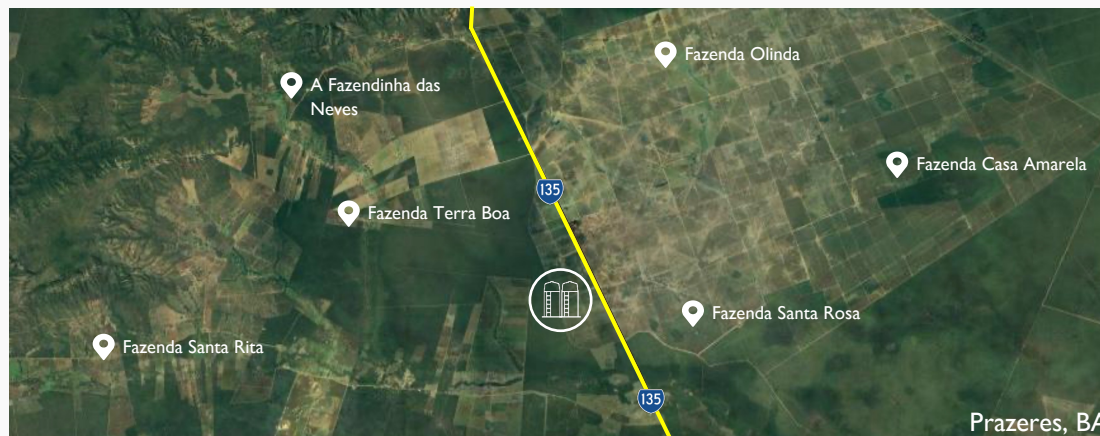 Fazenda Olinda
A Fazendinha das
Neves
Fazenda Casa Amarela
135
Fazenda Terra Boa
Fazenda Santa Rosa
Fazenda Santa Rita
135
Prazeres, BA